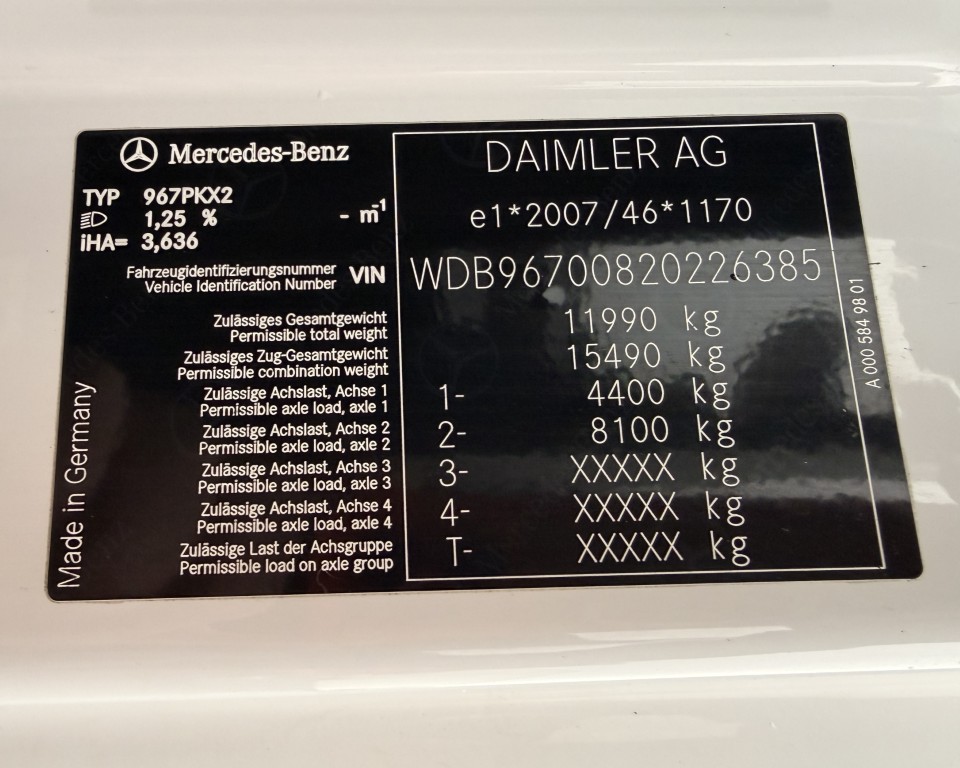 Mercedes-Benz
TYP 967PKX2
1,25 % - m⁻¹
iHA= 3,636
DAIMLER AG
e1*2007/46*1170
Fahrzeugidentifizierungsnummer
Vehicle Identification Number
VIN
WDB96700820226385
Zulässiges Gesamtgewicht
Permissible total weight
11990 kg
Zulässiges Zug-Gesamtgewicht
Permissible combination weight
15490 kg
Zulässige Achslast, Achse 1
Permissible axle load, axle 1
1- 4400 kg
Zulässige Achslast, Achse 2
Permissible axle load, axle 2
2- 8100 kg
Zulässige Achslast, Achse 3
Permissible axle load, axle 3
3- XXXXX kg
Zulässige Achslast, Achse 4
Permissible axle load, axle 4
4- XXXXX kg
Zulässige Last der Achsgruppe
Permissible load on axle group
T- XXXXX kg
Made in Germany
A 000 584 98 01